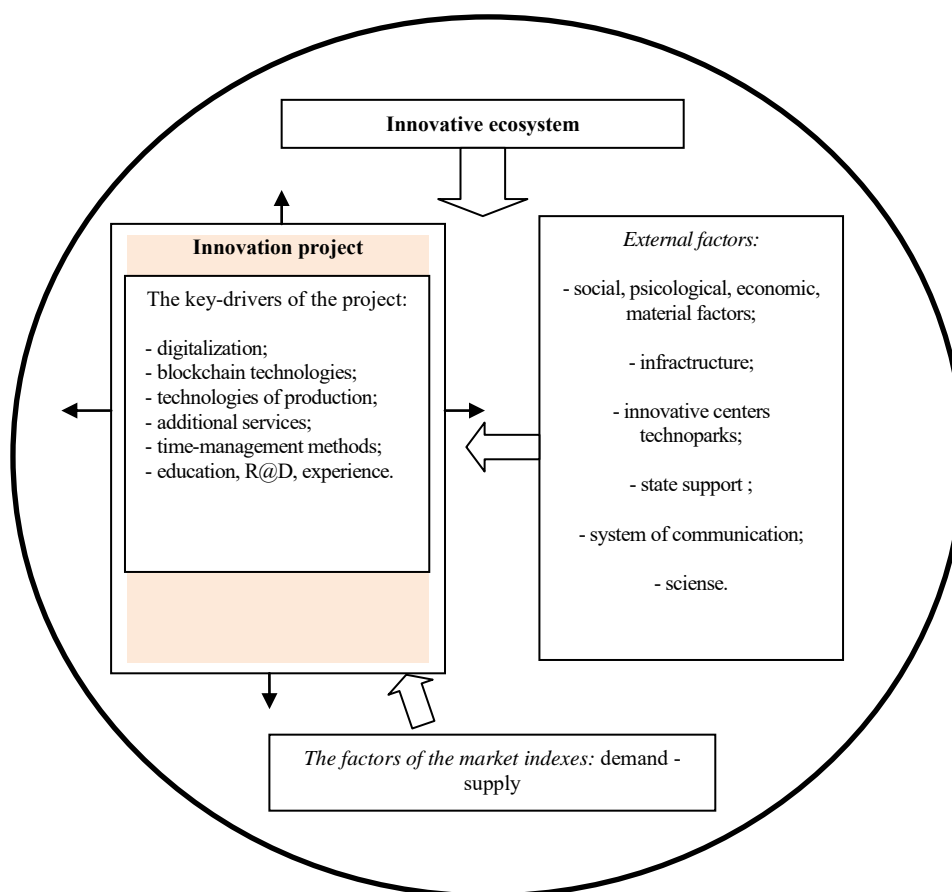 Innovative ecosystem
Innovation project
The key-drivers of the project:
- digitalization;
- blockchain technologies;
- technologies of production;
- additional services;
- time-management methods;
- education, R@D, experience.
External factors:
- social, psicological, economic,
material factors;
- infractructure;
- innovative centers
technoparks;
- state support ;
- system of communication;
- sciense.
The factors of the market indexes: demand -
supply